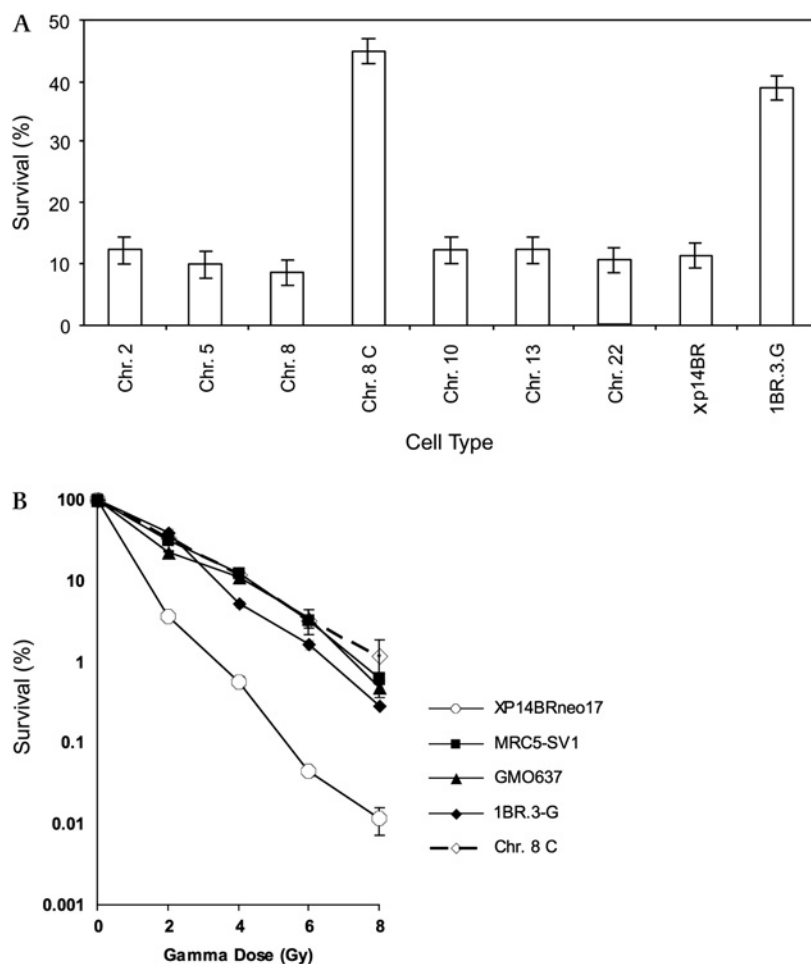 A
50
40
30
20
10
0
Survival (%)
Chr. 2
Chr. 5
Chr. 8
Chr. 8 C
Chr. 10
Chr. 13
Chr. 22
Xp14BR
1BR.3.G
Cell Type
B
100
10
1
0.1
0.01
0.001
Survival (%)
0 2 4 6 8
Gamma Dose (Gy)
XP14BRneo17
MRC5-SV1
GMO637
1BR.3-G
Chr. 8 C